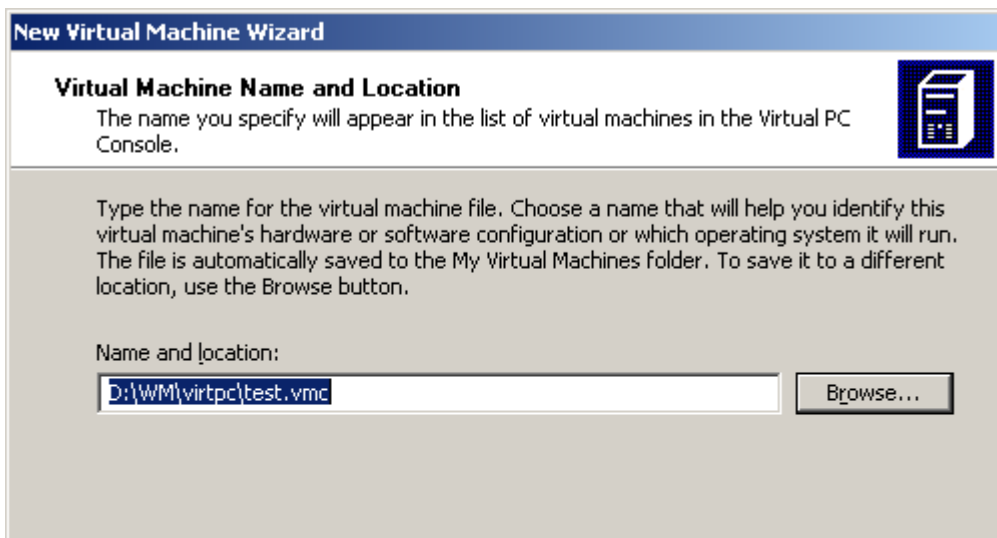 New Virtual Machine Wizard
Virtual Machine Name and Location
The name you specify will appear in the list of virtual machines in the Virtual PC
Console.
Type the name for the virtual machine file. Choose a name that will help you identify this
virtual machine's hardware or software configuration or which operating system it will run.
The file is automatically saved to the My Virtual Machines folder. To save it to a different
location, use the Browse button.
Name and location:
D:\WM\virtpc\test.vmc
Browse...